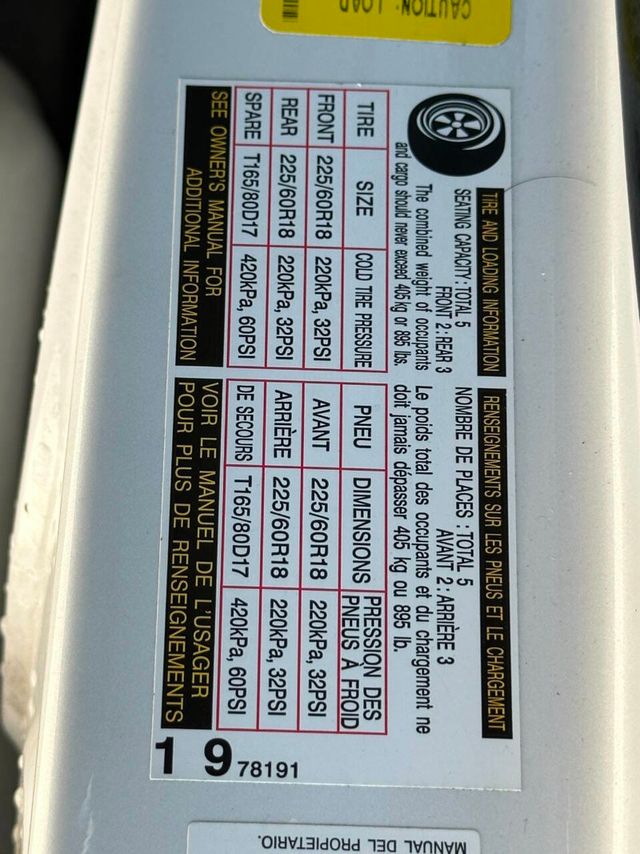 CAUTION: LOAD
TIRE AND LOADING INFORMATION
SEATING CAPACITY: TOTAL 5
FRONT 2: REAR 3
The combined weight of occupants
and cargo should never exceed 405 kg or 895 lbs.
TIRE SIZE COLD TIRE PRESSURE
FRONT 225/60R18 220kPa, 32PSI
REAR 225/60R18 220kPa, 32PSI
SPARE T165/80D17 420kPa, 60PSI
SEE OWNER'S MANUAL FOR
ADDITIONAL INFORMATION
RENSEIGNEMENTS SUR LES PNEUS ET LE CHARGEMENT
NOMBRE DE PLACES : TOTAL 5
AVANT 2: ARRIÈRE 3
Le poids total des occupants et du chargement ne
doit jamais dépasser 405 kg ou 895 lb.
PNEU DIMENSIONS PRESSION DES
PNEUS À FROID
AVANT 225/60R18 220kPa, 32PSI
ARRIÈRE 225/60R18 220kPa, 32PSI
DE SECOURS T165/80D17 420kPa, 60PSI
VOIR LE MANUEL DE L'USAGER
POUR PLUS DE RENSEIGNEMENTS
1 9 78191
MANUAL DEL PROPIETARIO.